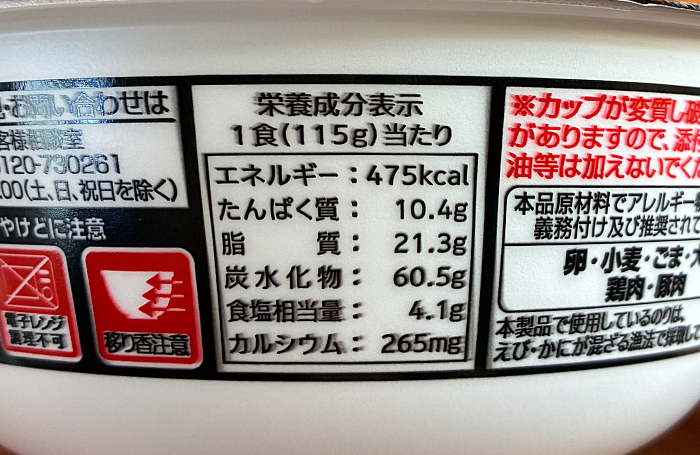 お問い合わせは
客様相談室
0120-730261
00(土、日、祝日を除く)
やけどに注意
電子レンジ
調理不可
移り香注意
栄養成分表示
1食(115g)当たり
エネルギー:475kcal
たんぱく質: 10.4g
脂 質: 21.3g
炭水化物: 60.5g
食塩相当量: 4.1g
カルシウム: 265mg
※カップが変質し
がありますので、添付
油等は加えないでくだ
本品原材料でアレルギー
義務付け及び推奨されて
卵・小麦・ごま・大
鶏肉・豚肉
本製品で使用しているのりは、
えび・かにが混ざる漁法で採取して